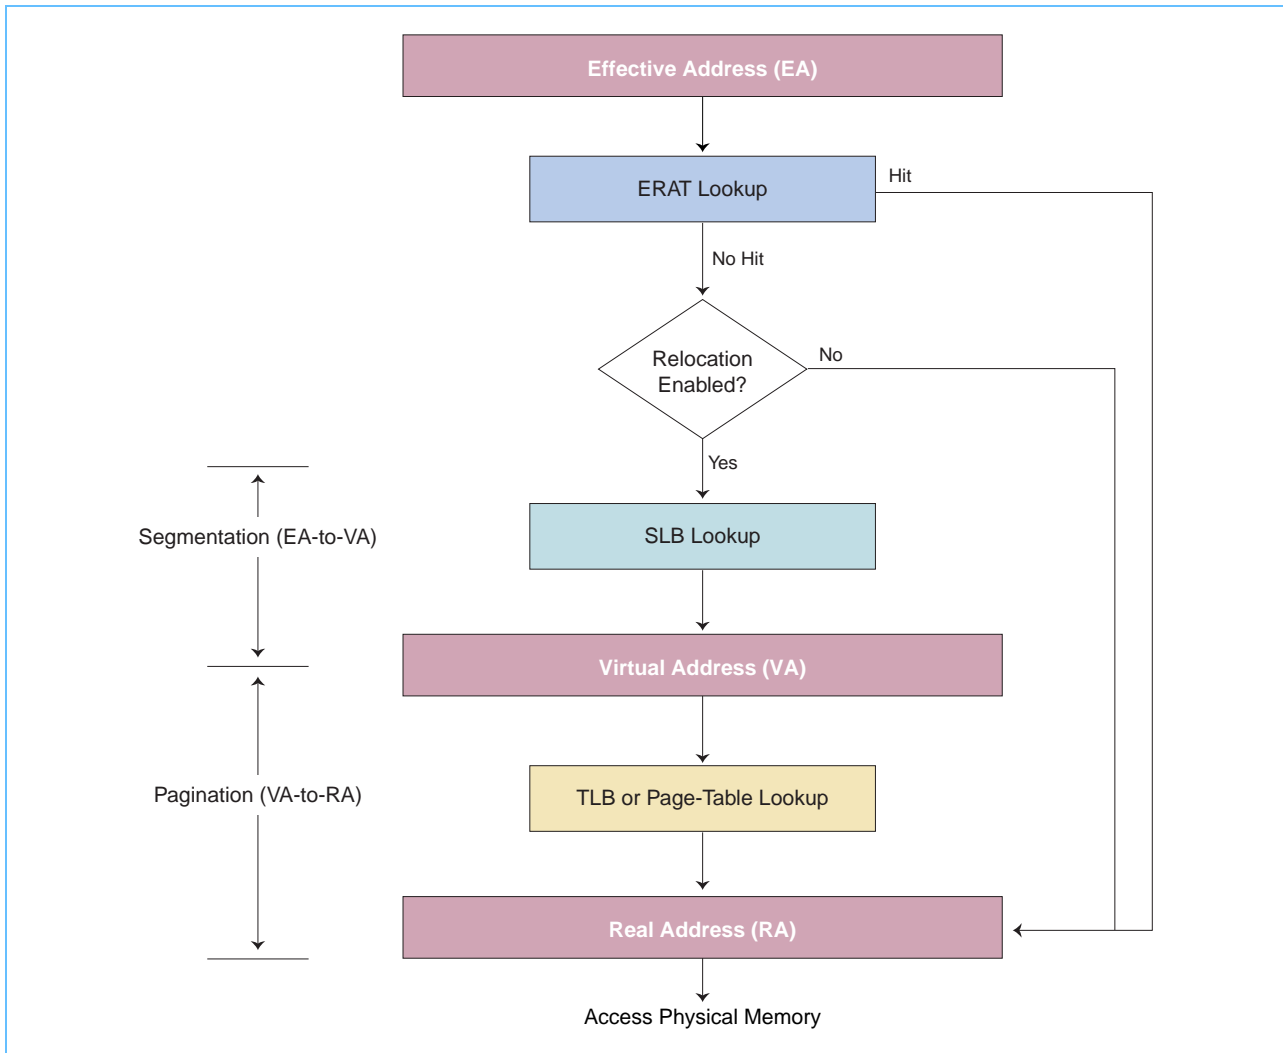 Effective Address (EA)
ERAT Lookup
Hit
No Hit
Relocation
Enabled?
No
Yes
Segmentation (EA-to-VA)
SLB Lookup
Virtual Address (VA)
Pagination (VA-to-RA)
TLB or Page-Table Lookup
Real Address (RA)
Access Physical Memory